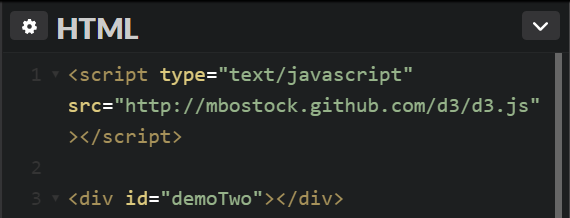 HTML
1 <script type="text/javascript"
src="http://mbostock.github.com/d3/d3.js"
></script>
2
3 <div id="demoTwo"></div>